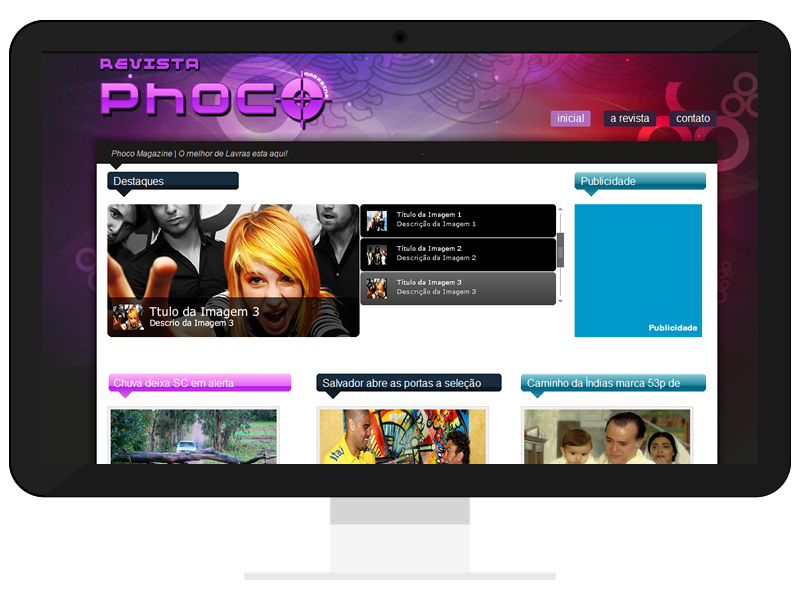 REVISTA
PHOCO
MAGAZINE
inicial
a revista
contato
Phoco Magazine | O melhor de Lavras esta aqui!
Destaques
Publicidade
Título da Imagem 1
Descrição da Imagem 1
Título da Imagem 2
Descrição da Imagem 2
Título da Imagem 3
Descrição da Imagem 3
Ttulo da Imagem 3
Descrio da Imagem 3
Publicidade
Chuva deixa SC em alerta
Salvador abre as portas a seleção
Caminho da Índias marca 53p de